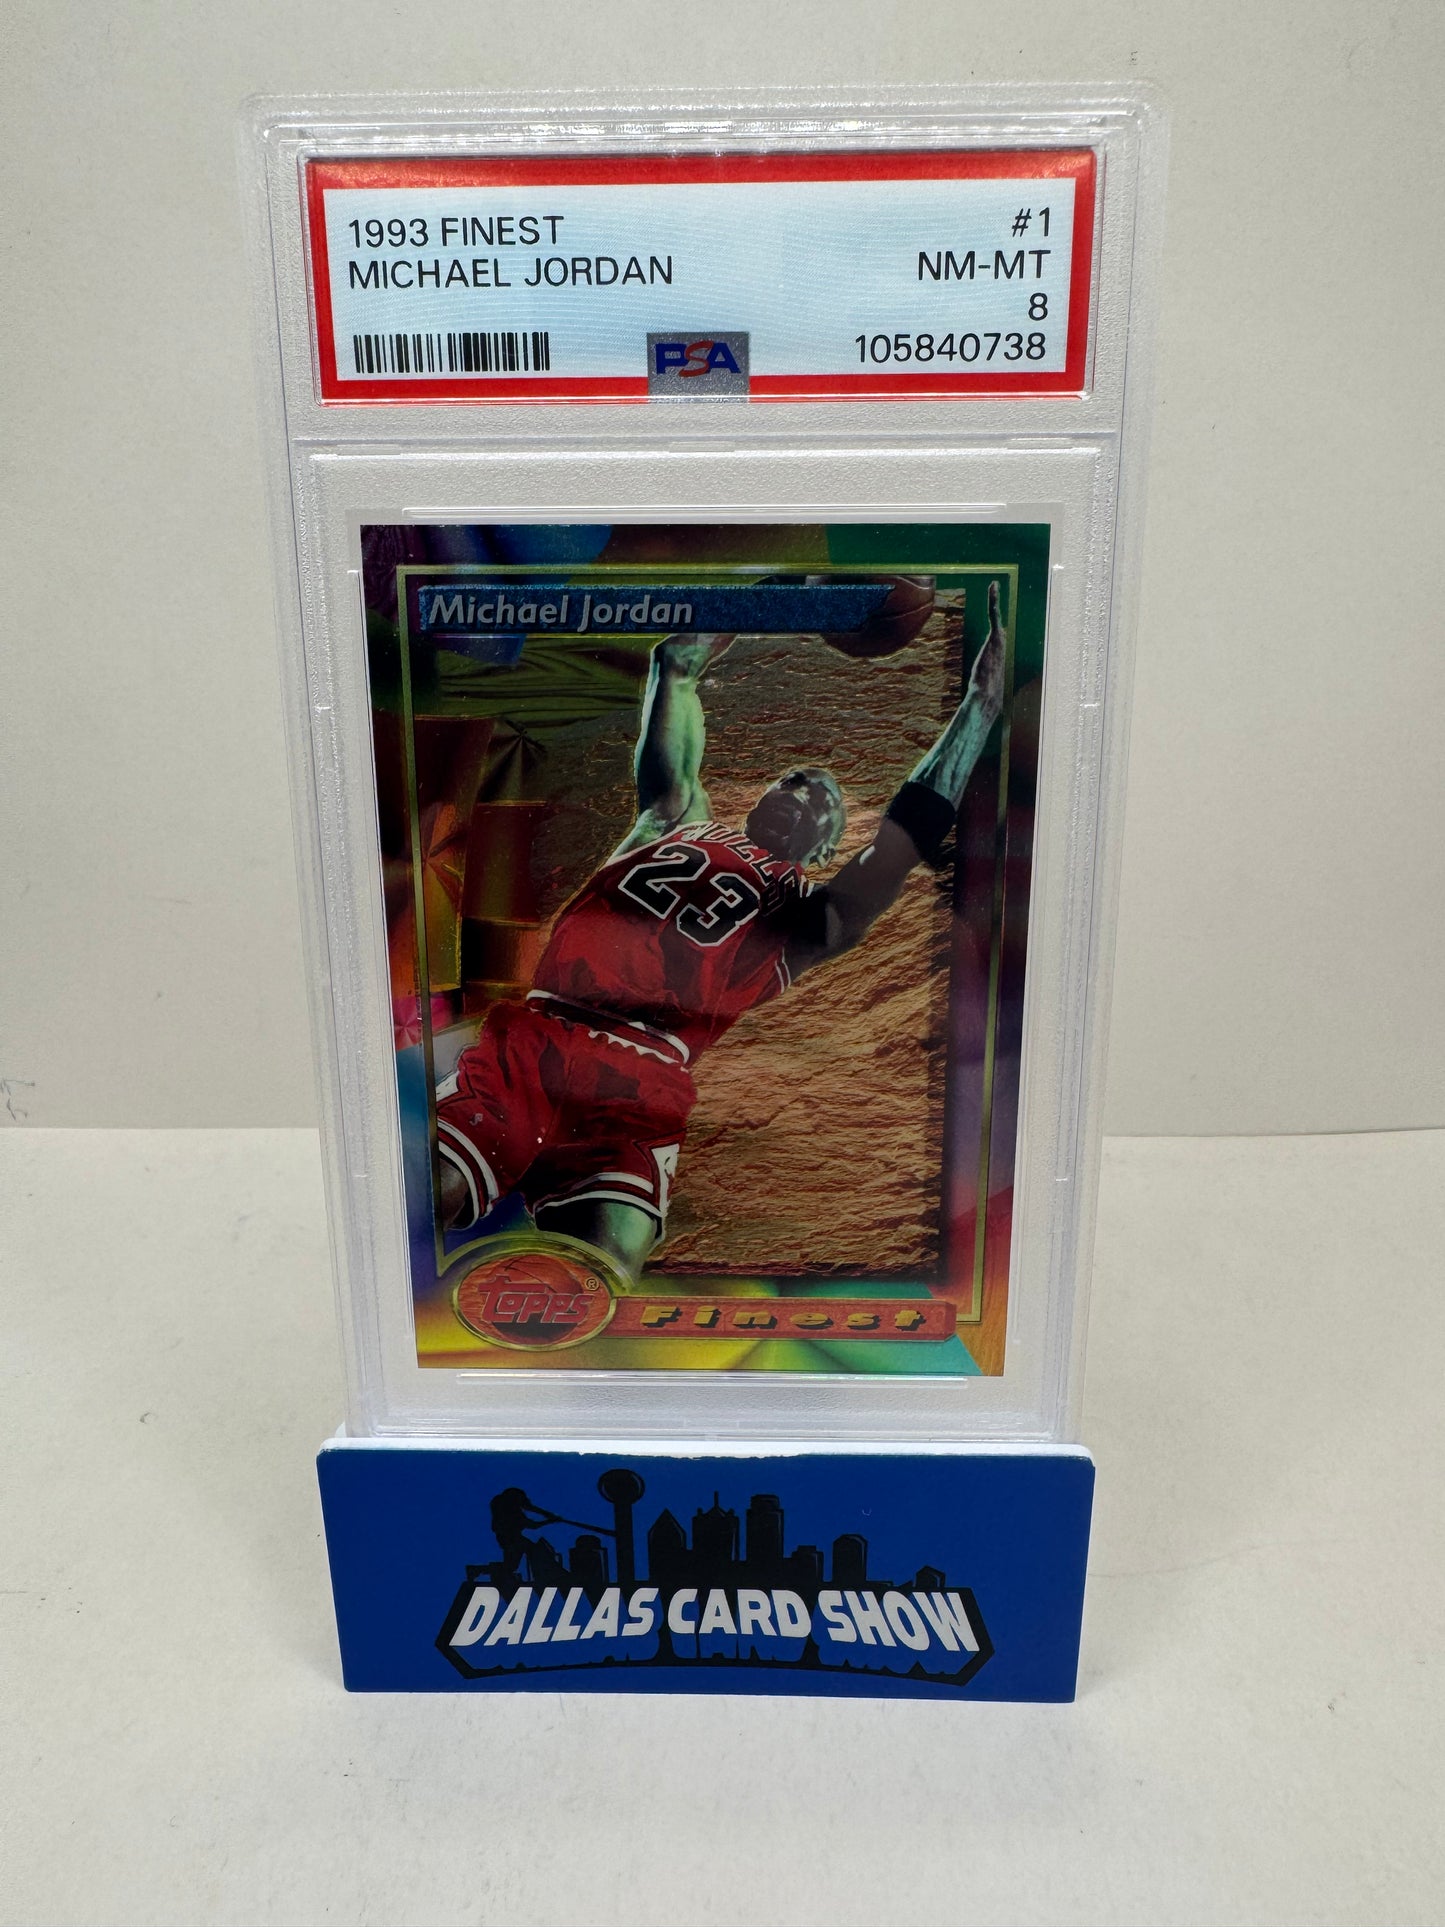 1993 FINEST #1
MICHAEL JORDAN NM-MT
8
PSA 105840738
Michael Jordan
BULLS
23
TOPPS® Finest
DALLAS CARD SHOW